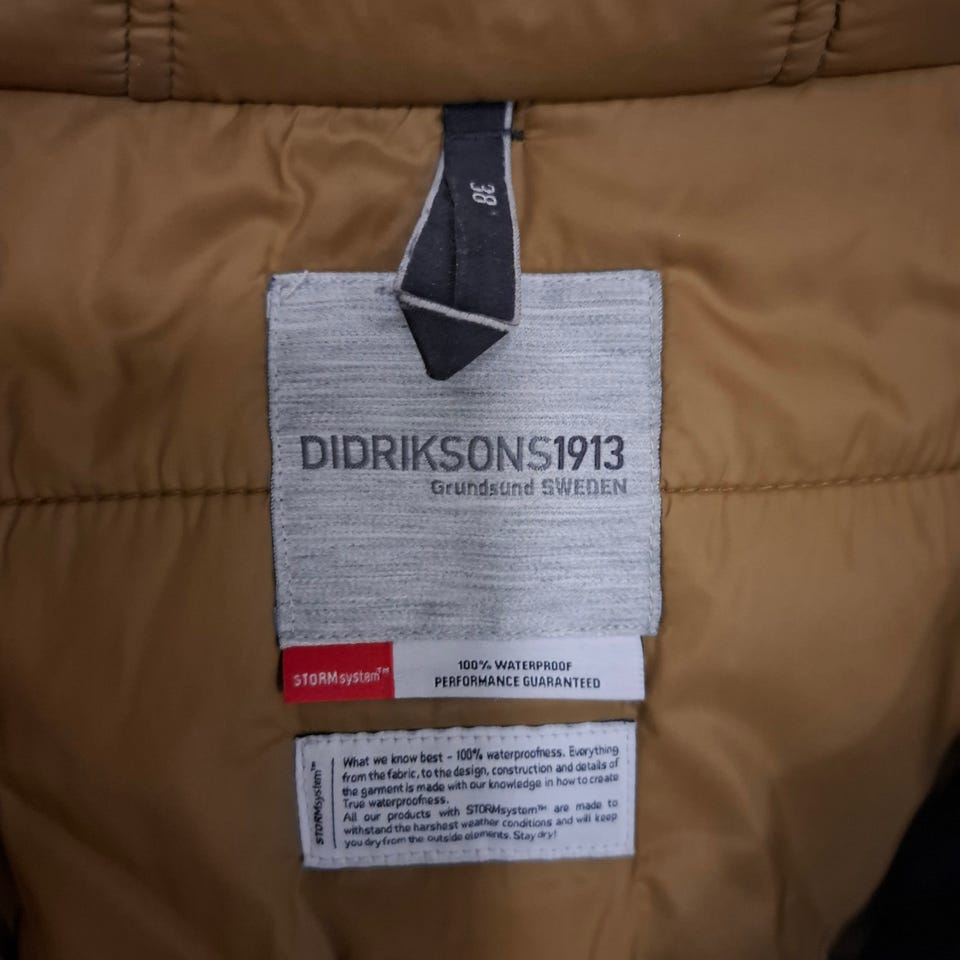 38
DIDRIKSONS1913
Grundsund SWEDEN
STORMsystem™
100% WATERPROOF
PERFORMANCE GUARANTEED
STORMsystem™
What we know best - 100% waterproofness. Everything
from the fabric, to the design, construction and details of
the garment is made with our knowledge in how to create
True waterproofness.
All our products with STORMsystem™ are made to
withstand the harshest weather conditions and will keep
you dry from the outside elements. Stay dry!